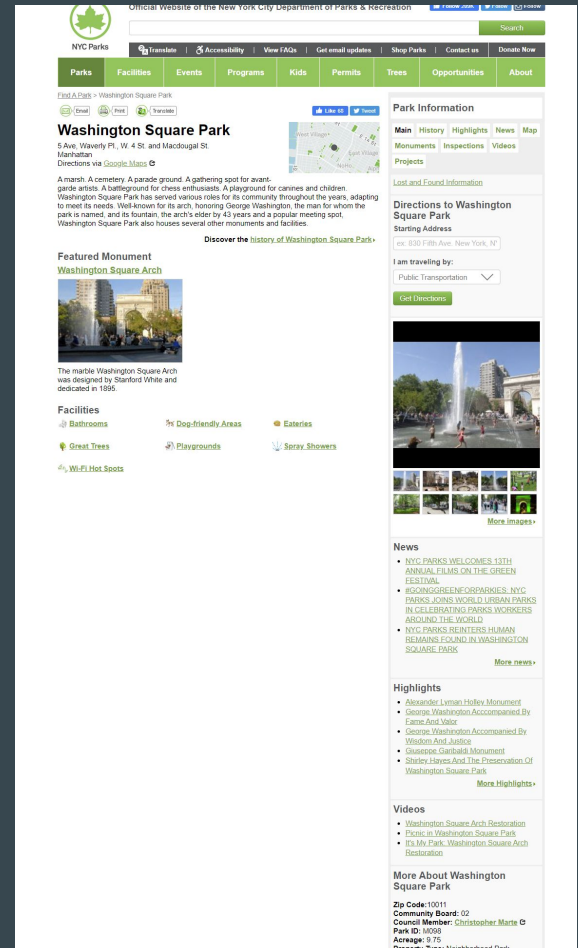 Official Website of the New York City Department of Parks & Recreation
Follow
Search
NYC Parks
Translate | Accessibility | View FAQs | Get email updates | Shop Parks | Contact us
Donate Now
Parks Facilities Events Programs Kids Permits Trees Opportunities About
Find A Park > Washington Square Park
Email Print Translate
Like 60 Tweet
Washington Square Park
5 Ave, Waverly Pl., W. 4 St. and Macdougal St.
Manhattan
Directions via Google Maps
West Village
East Village
A marsh. A cemetery. A parade ground. A gathering spot for avant-
garde artists. A battleground for chess enthusiasts. A playground for canines and children.
Washington Square Park has served various roles for its community throughout the years, adapting
to meet its needs. Well-known for its arch, honoring George Washington, the man for whom the
park is named, and its fountain, the arch's elder by 43 years and a popular meeting spot,
Washington Square Park also houses several other monuments and facilities.
Discover the history of Washington Square Park
Featured Monument
Washington Square Arch
The marble Washington Square Arch
was designed by Stanford White and
dedicated in 1895.
Facilities
Bathrooms Dog-friendly Areas Eateries
Great Trees Playgrounds Spray Showers
Wi-Fi Hot Spots
Park Information
Main History Highlights News Map
Monuments Inspections Videos
Projects
Lost and Found Information
Directions to Washington
Square Park
Starting Address
ex. 830 Fifth Ave. New York, NY
I am traveling by:
Public Transportation
Get Directions
More images
News
NYC PARKS WELCOMES 13TH
ANNUAL FILMS ON THE GREEN
FESTIVAL
#GOINGGREENFORPARKIES: NYC
PARKS JOINS WORLD URBAN PARKS
IN CELEBRATING PARKS WORKERS
AROUND THE WORLD
NYC PARKS REINTERS HUMAN
REMAINS FOUND IN WASHINGTON
SQUARE PARK
More news
Highlights
Alexander Lyman Holley Monument
George Washington Acccompanied By
Fame And Valor
George Washington Accompanied By
Wisdom And Justice
Giuseppe Garibaldi Monument
Shirley Hayes And The Preservation Of
Washington Square Park
More Highlights
Videos
Washington Square Arch Restoration
Picnic in Washington Square Park
It's My Park: Washington Square Arch
Restoration
More About Washington
Square Park
Zip Code:10011
Community Board: 02
Council Member: Christopher Marte
Park ID: M098
Acreage: 9.75
Property Type: Neighborhood Park